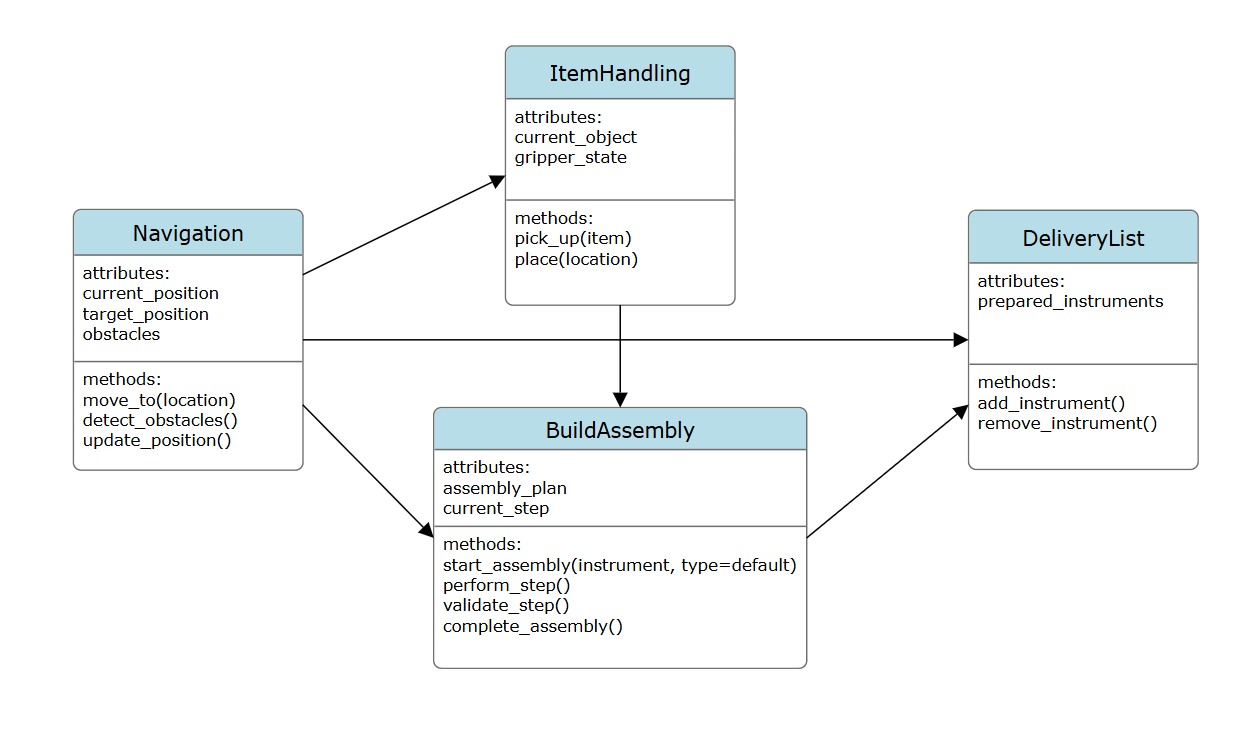 ItemHandling
attributes:
current_object
gripper_state
methods:
pick_up(item)
place(location)
Navigation
attributes:
current_position
target_position
obstacles
methods:
move_to(location)
detect_obstacles()
update_position()
DeliveryList
attributes:
prepared_instruments
methods:
add_instrument()
remove_instrument()
BuildAssembly
attributes:
assembly_plan
current_step
methods:
start_assembly(instrument, type=default)
perform_step()
validate_step()
complete_assembly()